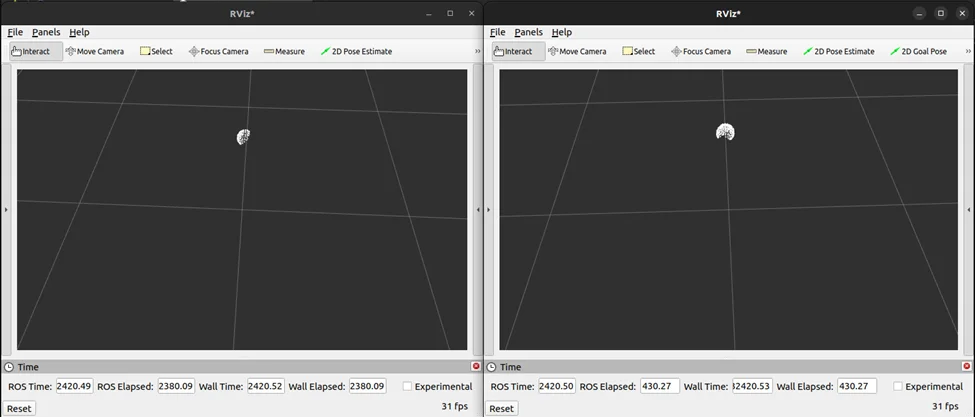 RViz*
File Panels Help
Interact Move Camera Select Focus Camera Measure 2D Pose Estimate »
Time
ROS Time: 2420.49 ROS Elapsed: 2380.09 Wall Time: 2420.52 Wall Elapsed: 2380.09 Experimental
Reset 31 fps
RViz*
File Panels Help
Interact Move Camera Select Focus Camera Measure 2D Pose Estimate 2D Goal Pose »
Time
ROS Time: 2420.50 ROS Elapsed: 430.27 Wall Time: 2420.53 Wall Elapsed: 430.27 Experimental
Reset 31 fps